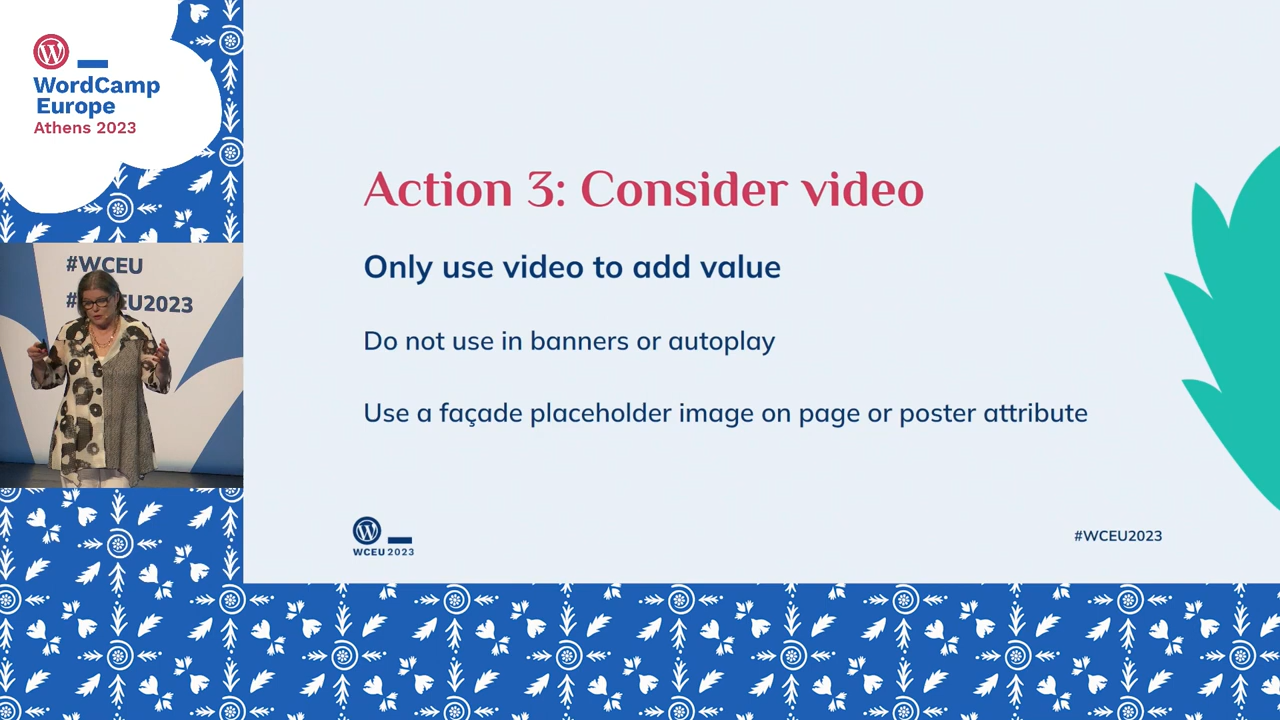 WordCamp
Europe
Athens 2023
#WCEU
#WCEU2023
Action 3: Consider video
Only use video to add value
Do not use in banners or autoplay
Use a façade placeholder image on page or poster attribute
WCEU 2023
#WCEU2023